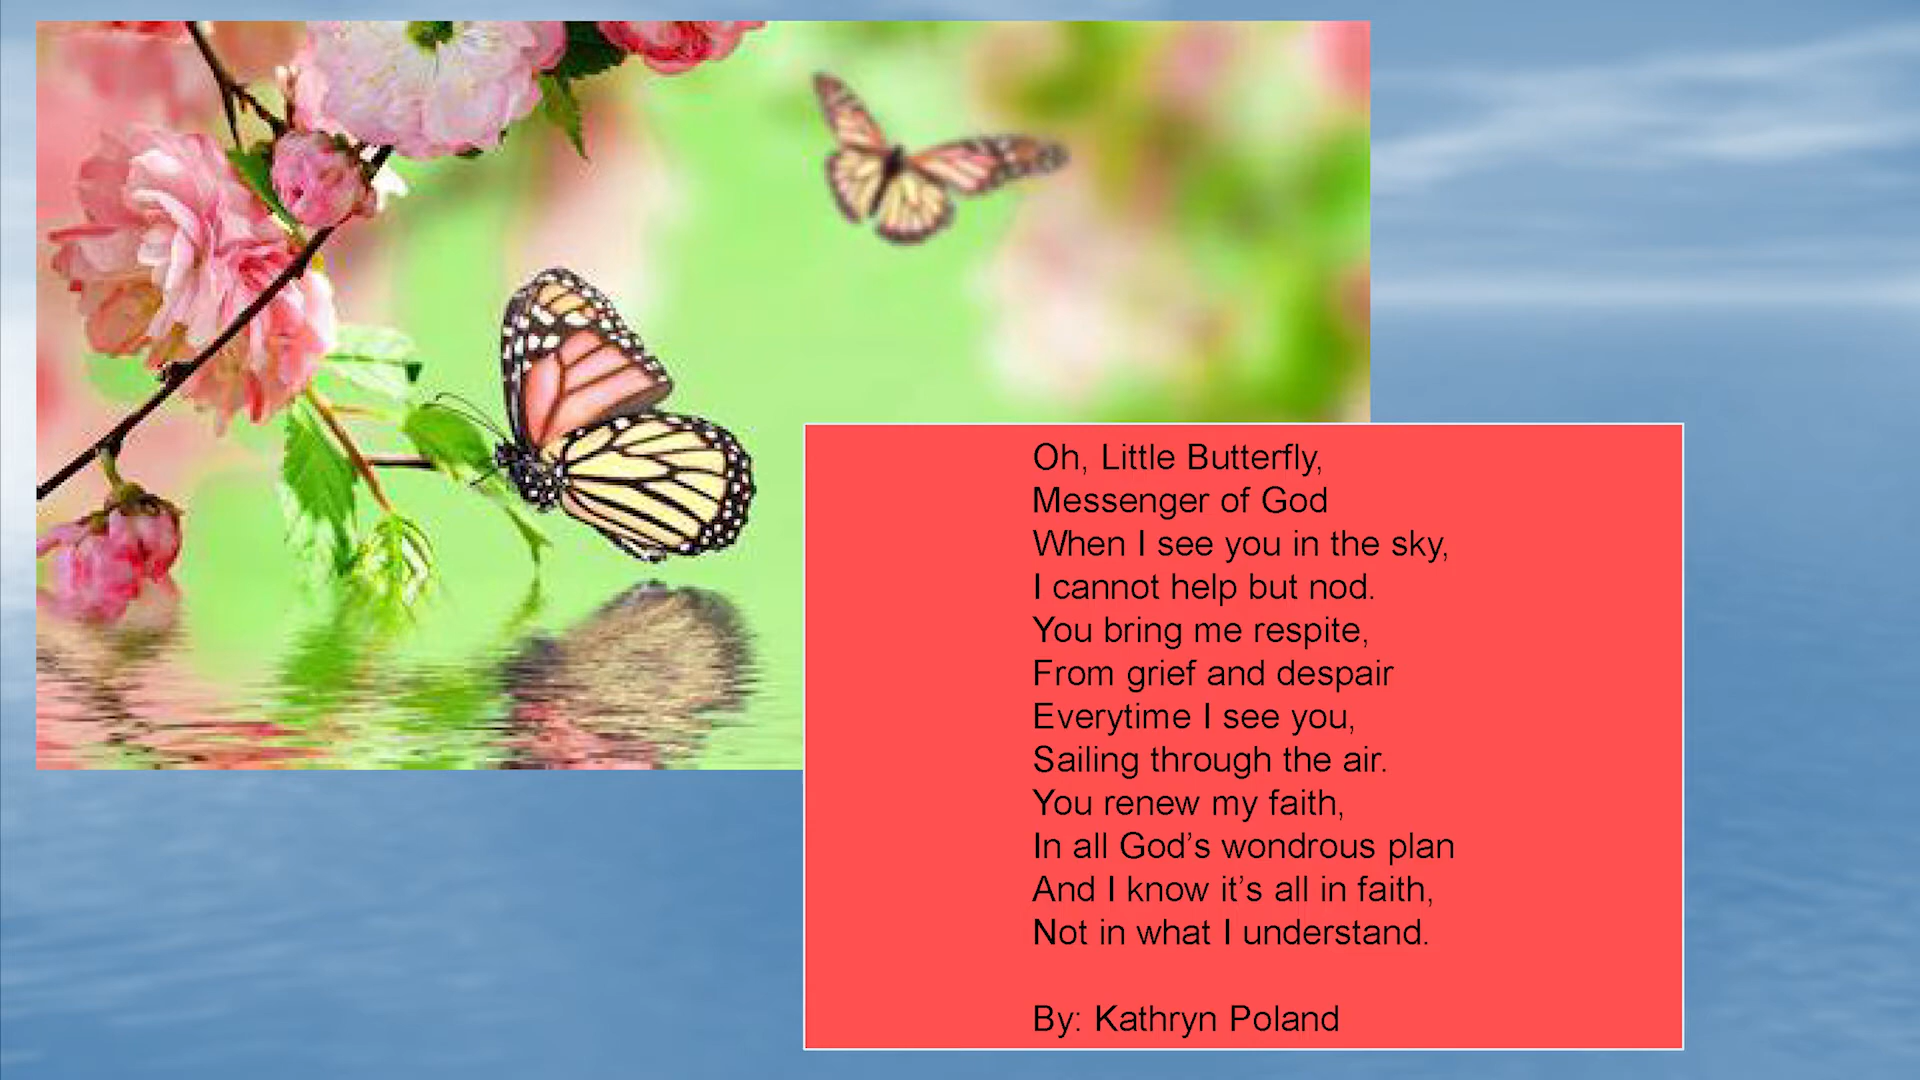 Oh, Little Butterfly,
Messenger of God
When I see you in the sky,
I cannot help but nod.
You bring me respite,
From grief and despair
Everytime I see you,
Sailing through the air.
You renew my faith,
In all God’s wondrous plan
And I know it’s all in faith,
Not in what I understand.
By: Kathryn Poland